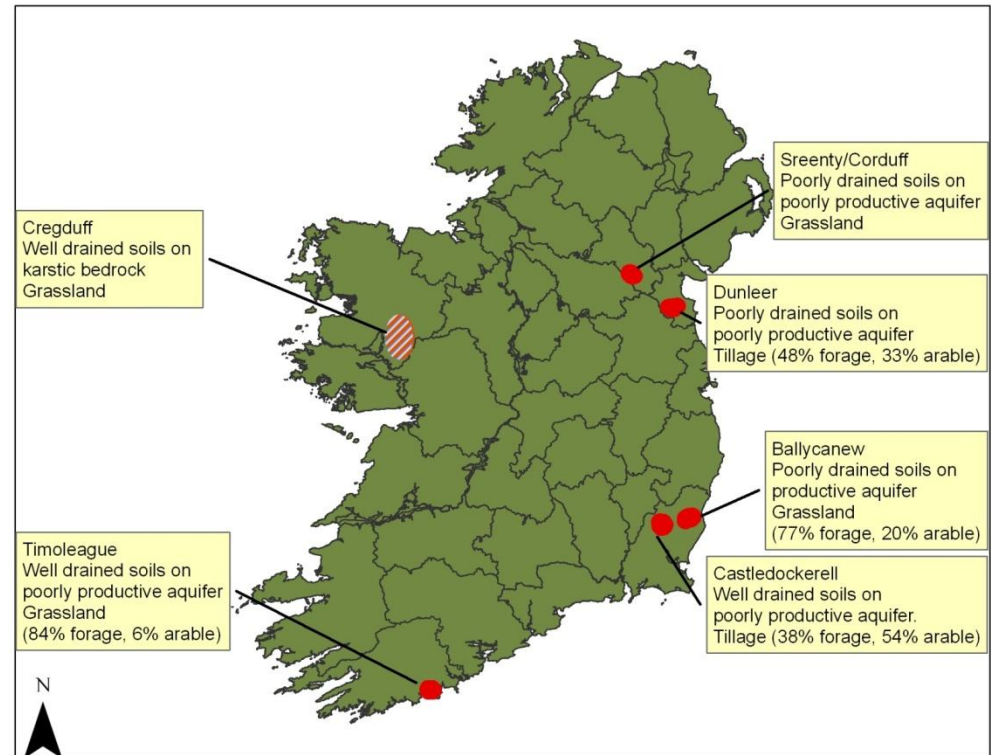 Sreenty/Corduff
Poorly drained soils on
poorly productive aquifer
Grassland
Cregduff
Well drained soils on
karstic bedrock
Grassland
Dunleer
Poorly drained soils on
poorly productive aquifer
Tillage (48% forage, 33% arable)
Ballycanew
Poorly drained soils on
productive aquifer
Grassland
(77% forage, 20% arable)
Timoleague
Well drained soils on
poorly productive aquifer
Grassland
(84% forage, 6% arable)
Castledockerell
Well drained soils on
poorly productive aquifer.
Tillage (38% forage, 54% arable)
N